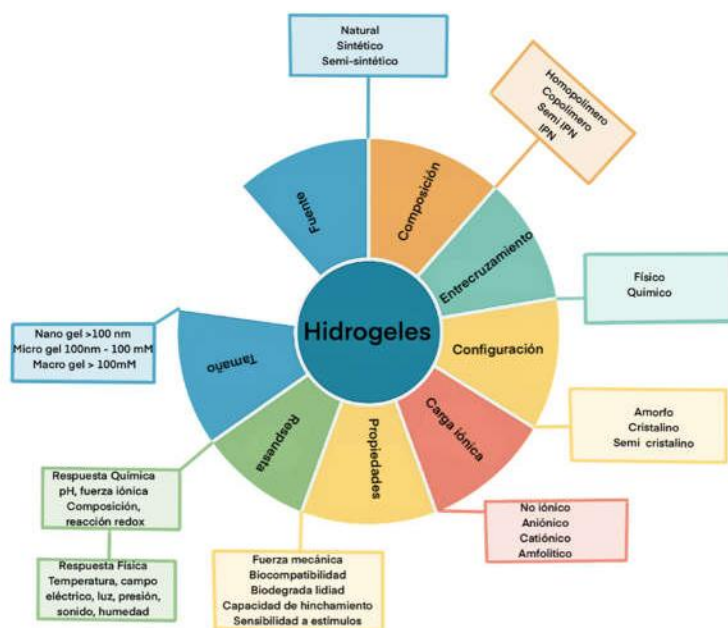 Natural
Sintético
Semi-sintético
Homopolímero
Copolímero
Semi IPN
IPN
Fuente
Composición
Entrecruzamiento
Físico
Químico
Hidrogeles
Configuración
Nano gel >100 nm
Micro gel 100nm - 100 mM
Macro gel > 100mM
Tamaño
Amorfo
Cristalino
Semi cristalino
Carga iónica
Respuesta
Propiedades
Respuesta Química
pH, fuerza iónica
Composición,
reacción redox
No iónico
Aniónico
Catiónico
Amfolítico
Respuesta Física
Temperatura, campo
eléctrico, luz, presión,
sonido, humedad
Fuerza mecánica
Biocompatibilidad
Biodegrada lidiad
Capacidad de hinchamiento
Sensibilidad a estímulos